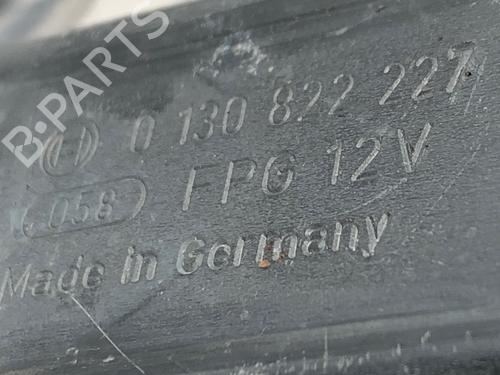 B-PARTS
0 130 822 227
058 FPG 12V
Made in Germany